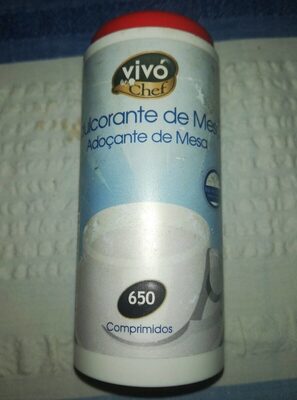 vivó
Chef
ulcorante de Mes
Adoçante de Mesa
650
Comprimidos